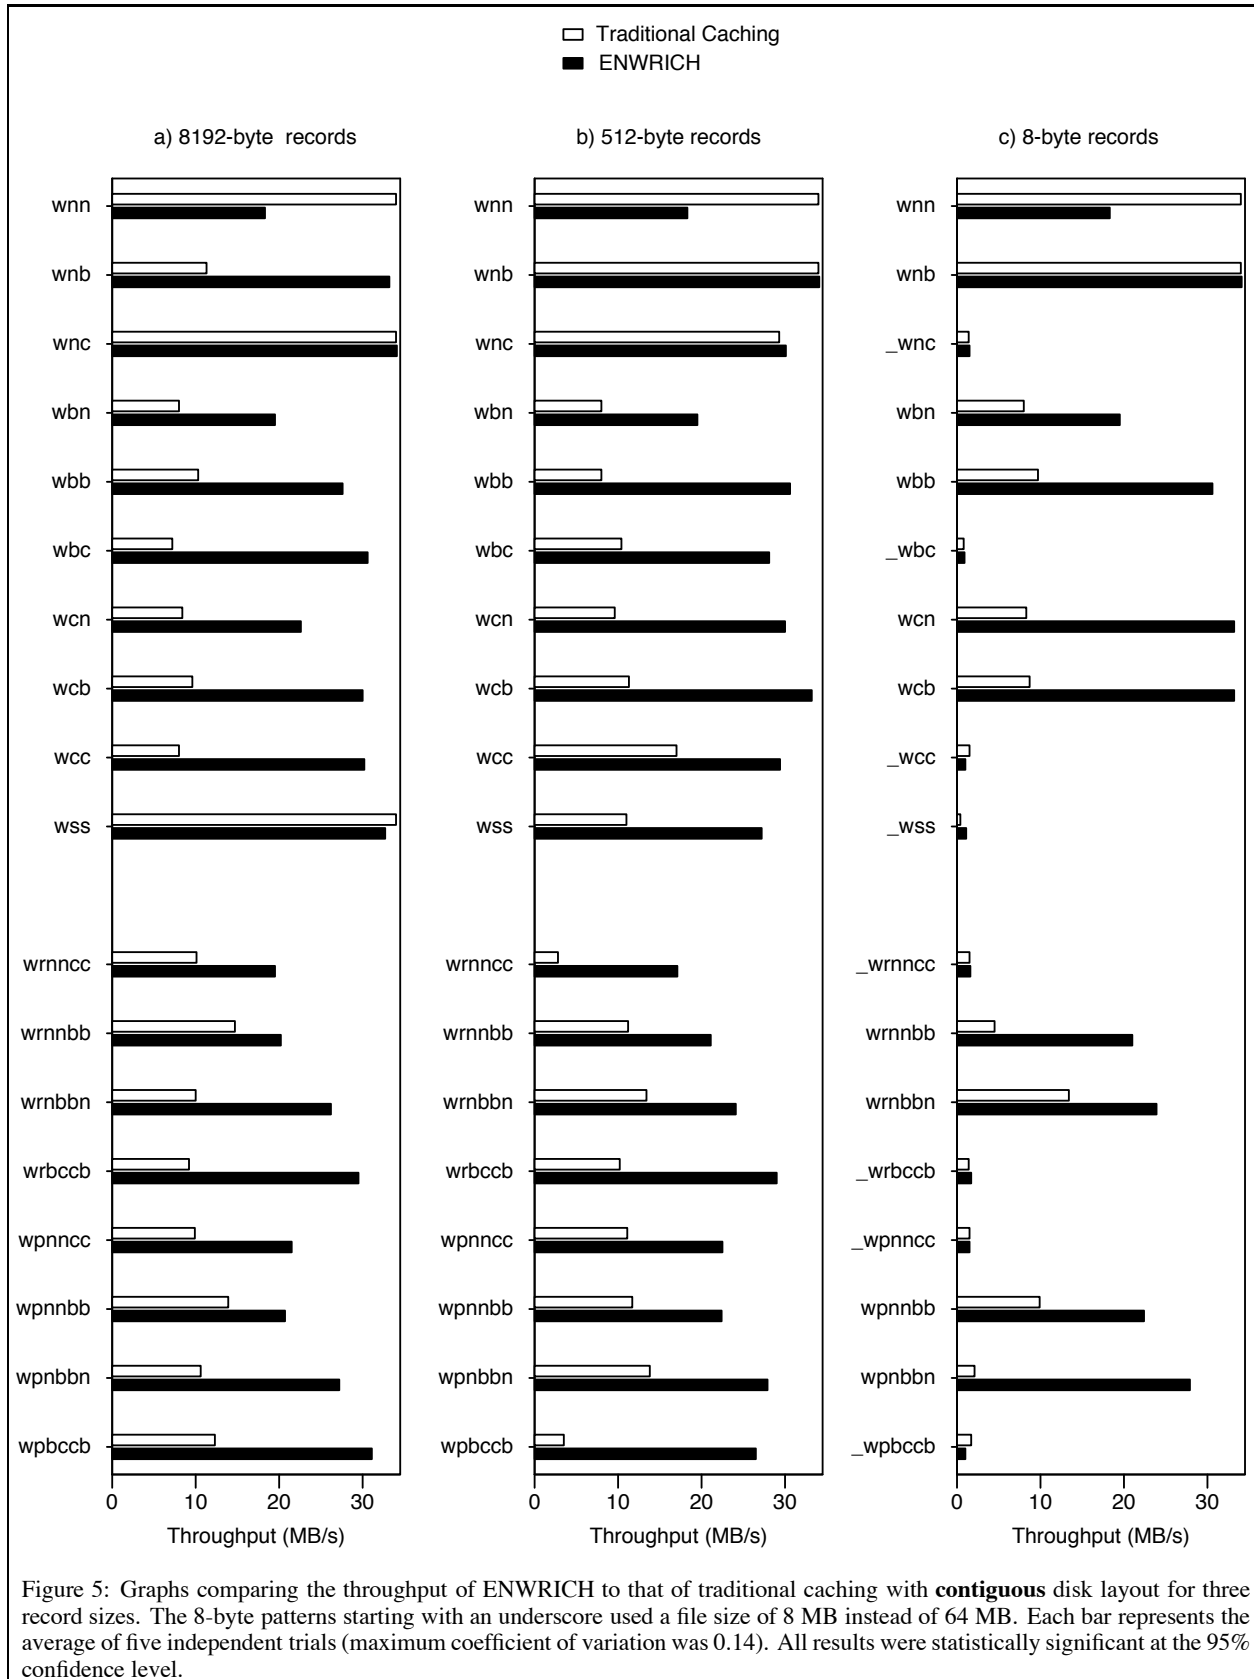 Traditional Caching
ENWRICH
a) 8192-byte records
wnn
wnb
wnc
wbn
wbb
wbc
wcn
wcb
wcc
wss
wrnncc
wrnnbb
wrnbbn
wrbccb
wpnncc
wpnnbb
wpnbbn
wpbccb
0 10 20 30
Throughput (MB/s)
b) 512-byte records
wnn
wnb
wnc
wbn
wbb
wbc
wcn
wcb
wcc
wss
wrnncc
wrnnbb
wrnbbn
wrbccb
wpnncc
wpnnbb
wpnbbn
wpbccb
0 10 20 30
Throughput (MB/s)
c) 8-byte records
wnn
wnb
_wnc
wbn
wbb
_wbc
wcn
wcb
_wcc
_wss
_wrnncc
wrnnbb
wrnbbn
_wrbccb
_wpnncc
wpnnbb
wpnbbn
_wpbccb
0 10 20 30
Throughput (MB/s)
Figure 5: Graphs comparing the throughput of ENWRICH to that of traditional caching with contiguous disk layout for three
record sizes. The 8-byte patterns starting with an underscore used a file size of 8 MB instead of 64 MB. Each bar represents the
average of five independent trials (maximum coefficient of variation was 0.14). All results were statistically significant at the 95%
confidence level.